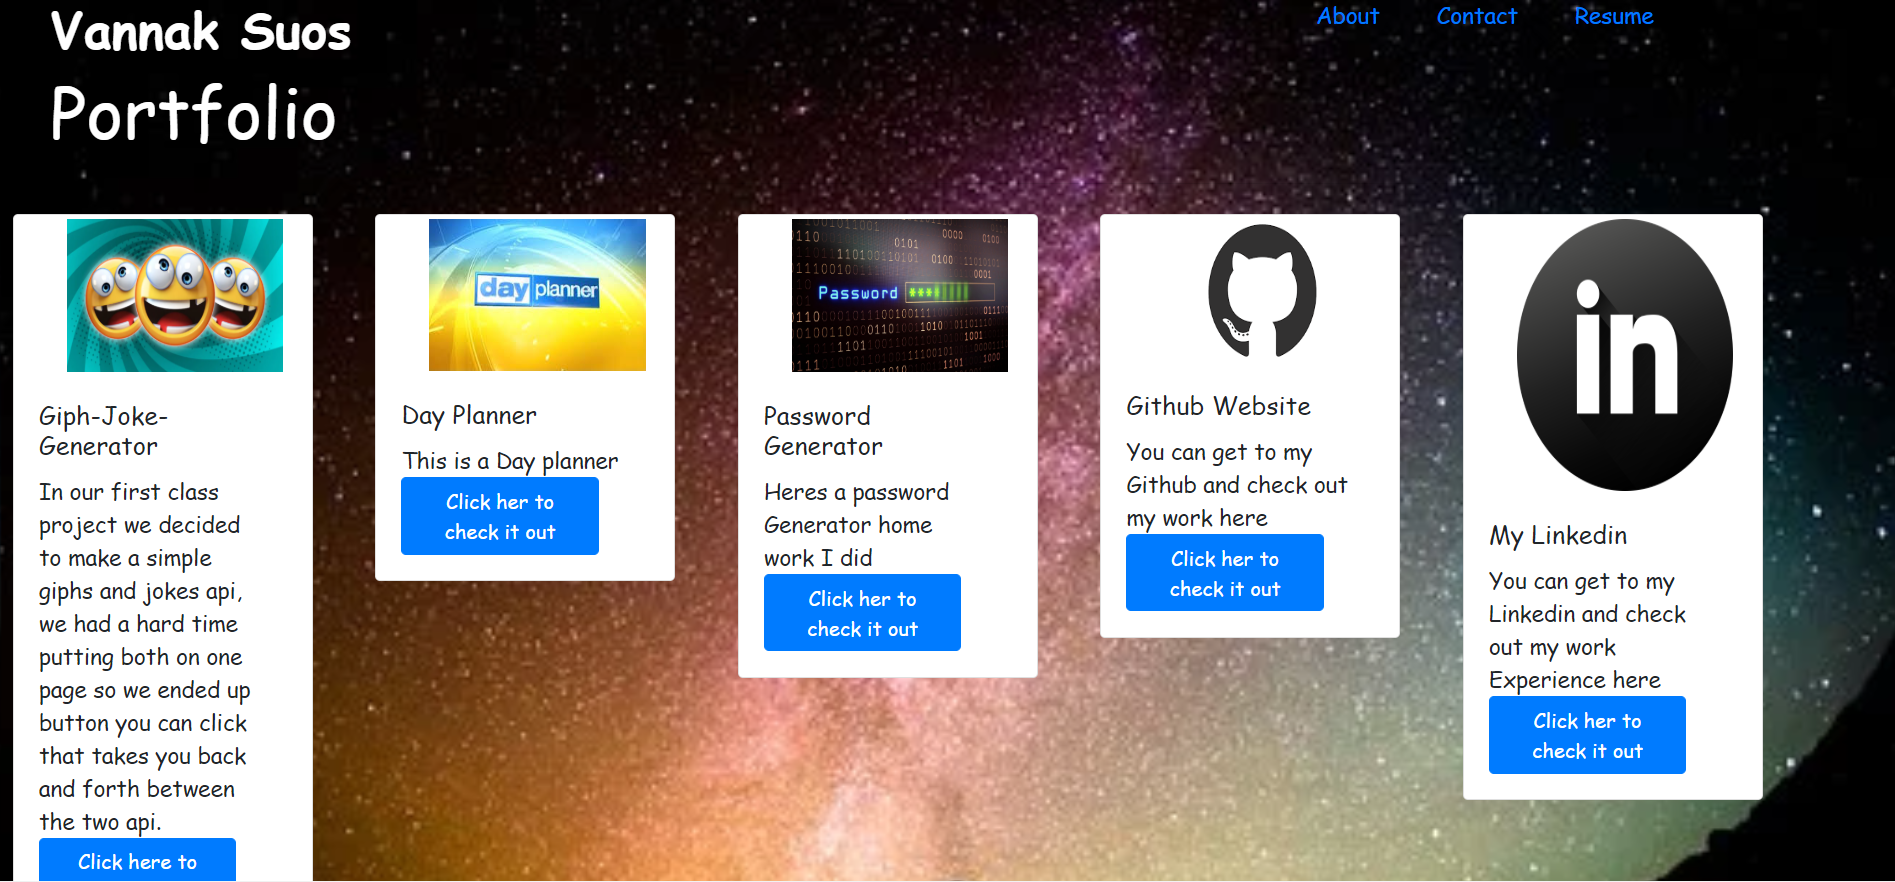 Vannak Suos
Portfolio
About Contact Resume
Giph-Joke-
Generator
In our first class
project we decided
to make a simple
giphs and jokes api,
we had a hard time
putting both on one
page so we ended up
button you can click
that takes you back
and forth between
the two api.
Click here to
day planner
Day Planner
This is a Day planner
Click her to
check it out
Password ****
Password
Generator
Heres a password
Generator home
work I did
Click her to
check it out
Github Website
You can get to my
Github and check out
my work here
Click her to
check it out
in
My Linkedin
You can get to my
Linkedin and check
out my work
Experience here
Click her to
check it out